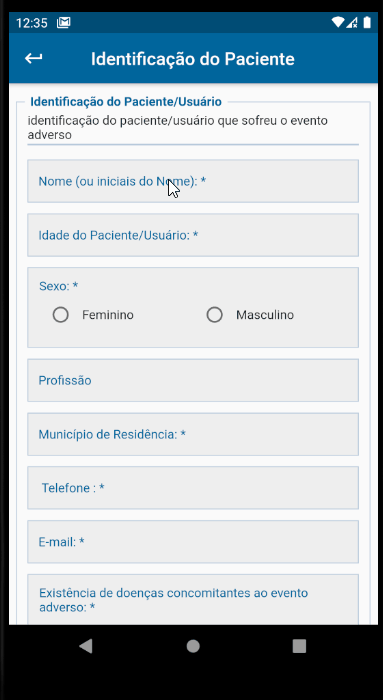 12:35
Identificação do Paciente
Identificação do Paciente/Usuário
identificação do paciente/usuário que sofreu o evento
adverso
Nome (ou iniciais do Nome): *
Idade do Paciente/Usuário: *
Sexo: *
Feminino Masculino
Profissão
Município de Residência: *
Telefone : *
E-mail: *
Existência de doenças concomitantes ao evento
adverso: *